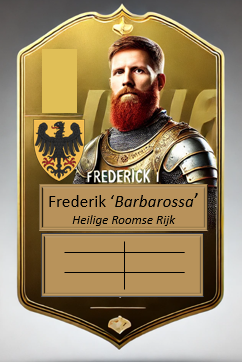 FREDERICK I
Frederik ‘Barbarossa’
Heilige Roomse Rijk